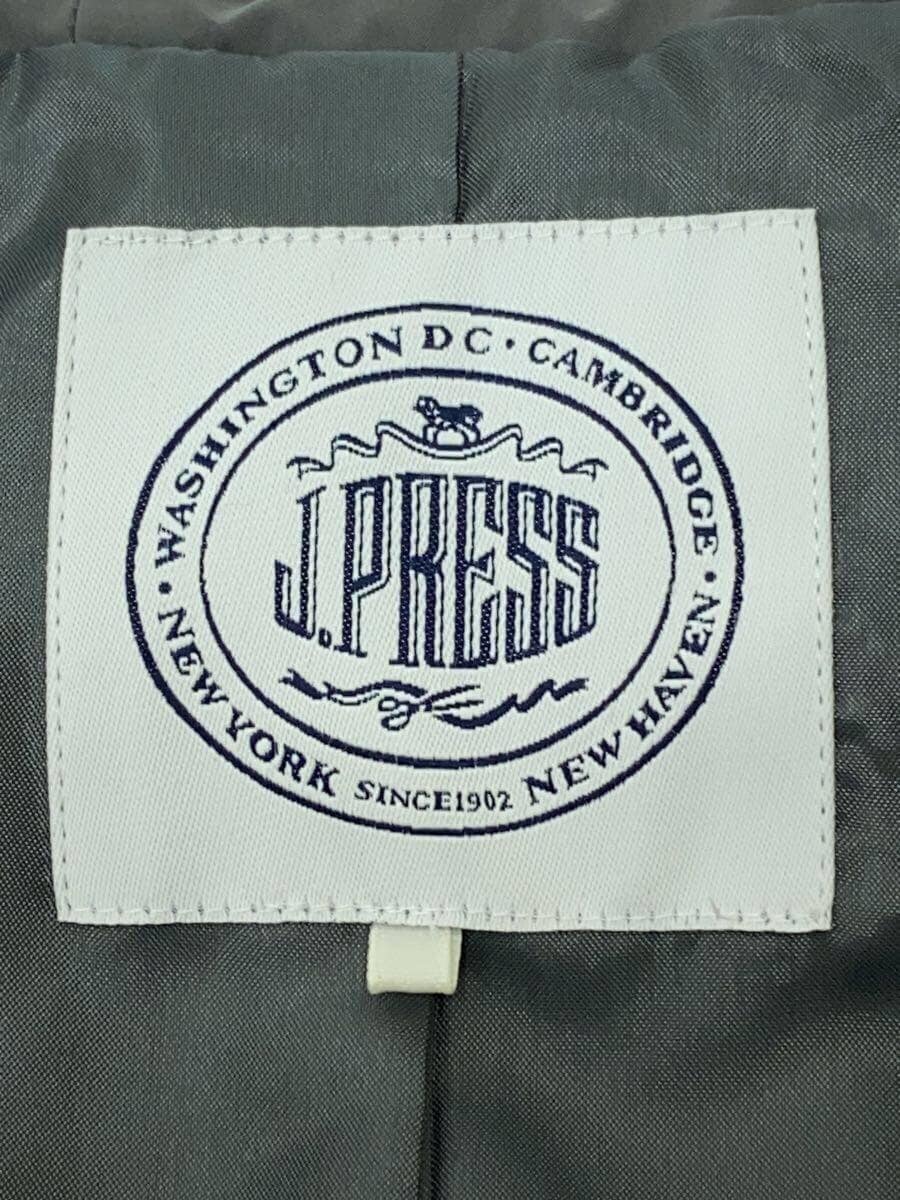 WASHINGTON DC · CAMBRIDGE ·
J.PRESS
· NEW YORK SINCE1902 NEW HAVEN